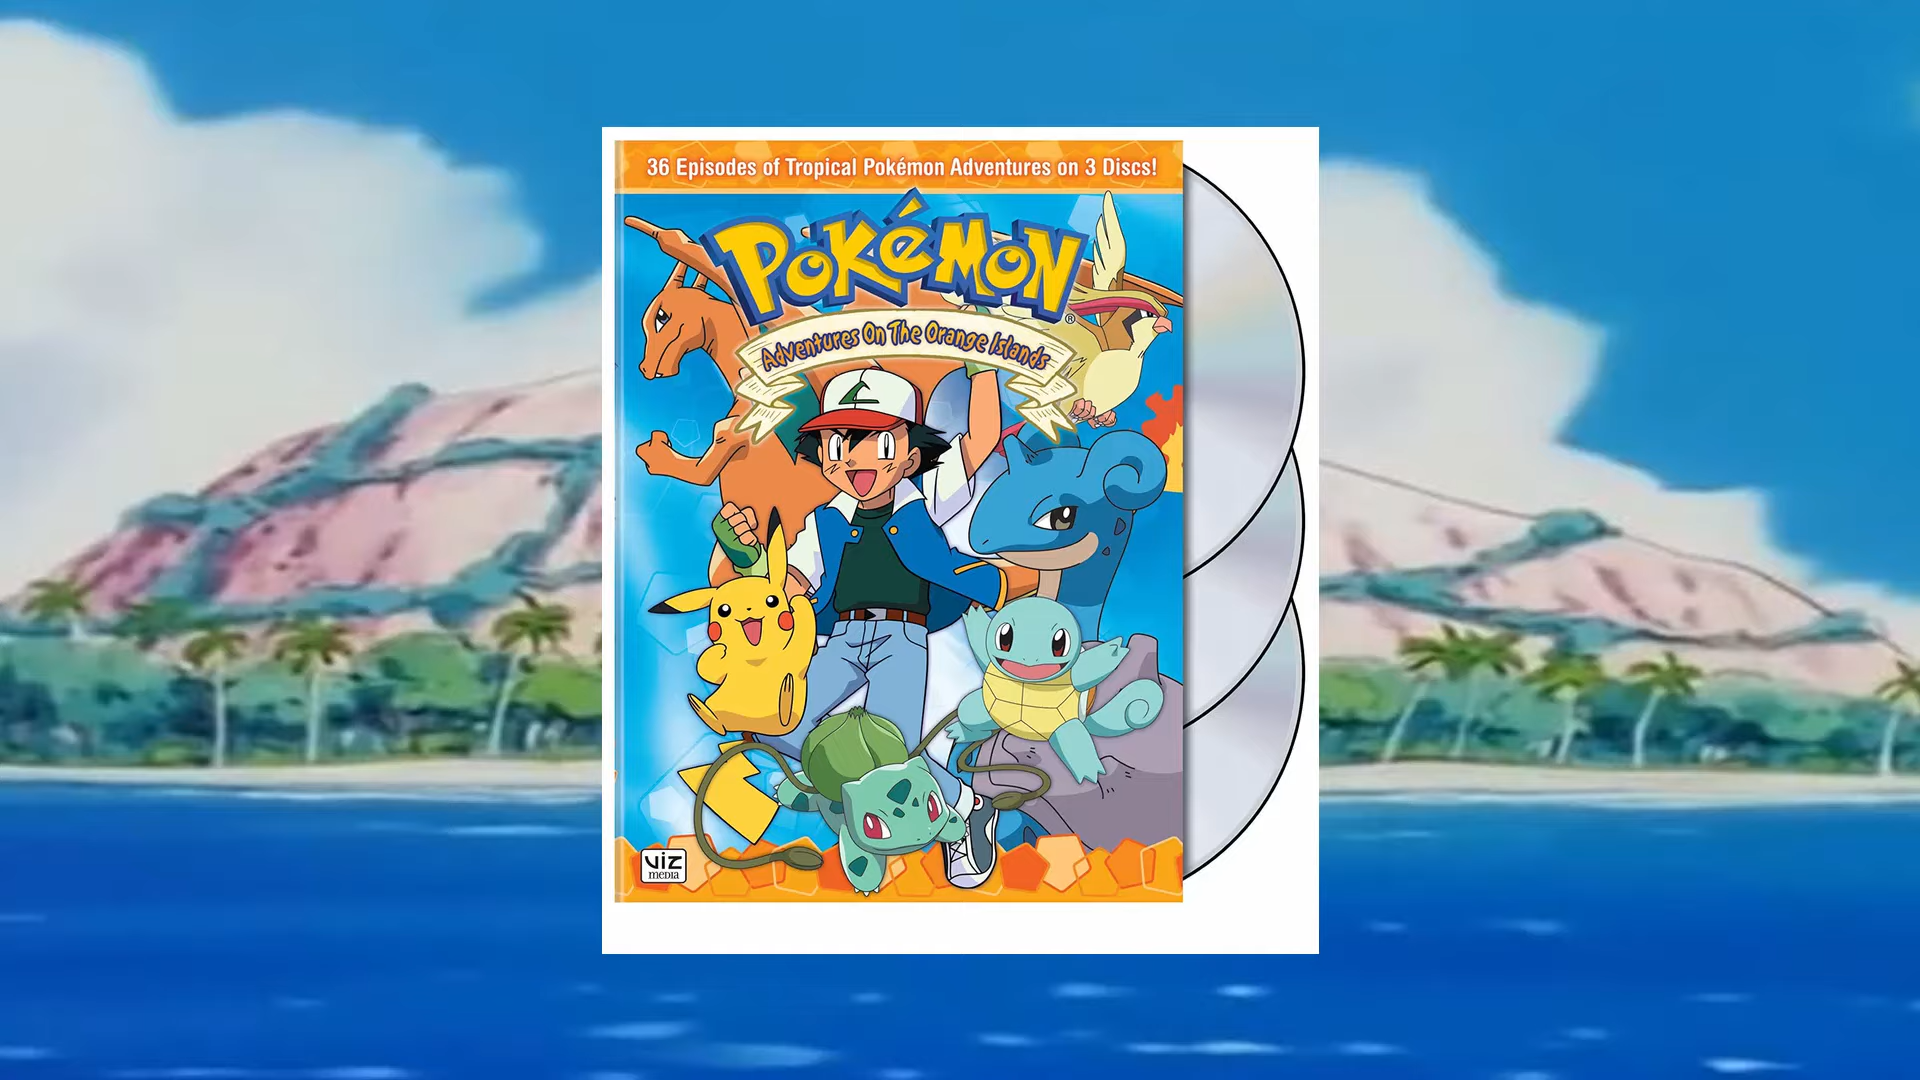 36 Episodes of Tropical Pokémon Adventures on 3 Discs!
POKéMON
®
Adventures On The Orange Islands
VIZ
MEDIA